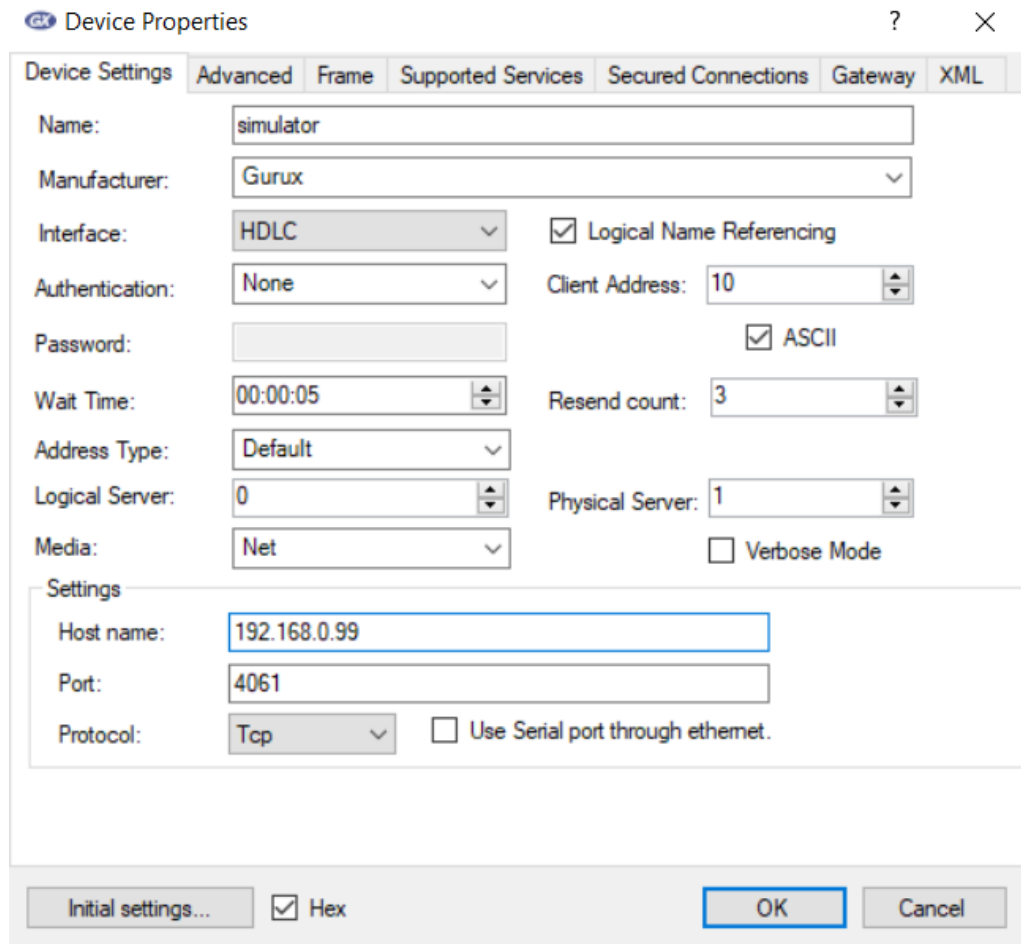 GX Device Properties ?
Device Settings Advanced Frame Supported Services Secured Connections Gateway XML
Name: simulator
Manufacturer: Gurux
Interface: HDLC Logical Name Referencing
Authentication: None Client Address: 10
Password: ASCII
Wait Time: 00:00:05 Resend count: 3
Address Type: Default
Logical Server: 0 Physical Server: 1
Media: Net Verbose Mode
Settings
Host name: 192.168.0.99
Port: 4061
Protocol: Tcp Use Serial port through ethernet.
Initial settings... Hex OK Cancel